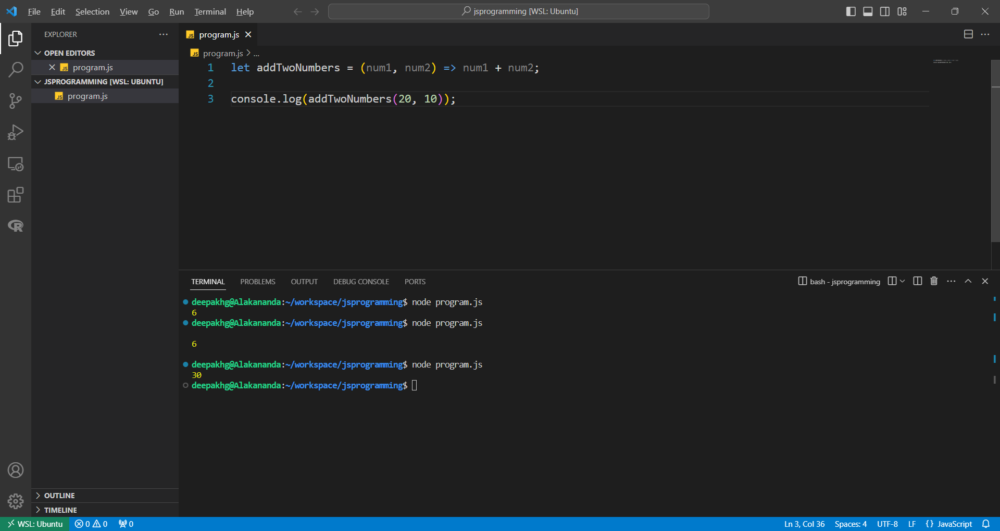 File Edit Selection View Go Run Terminal Help
jsprogramming [WSL: Ubuntu]
EXPLORER
OPEN EDITORS
JS program.js
JSPROGRAMMING [WSL: UBUNTU]
JS program.js
OUTLINE
TIMELINE
JS program.js
JS program.js > ...
1 let addTwoNumbers = (num1, num2) => num1 + num2;
2
3 console.log(addTwoNumbers(20, 10));
TERMINAL PROBLEMS OUTPUT DEBUG CONSOLE PORTS
bash - jsprogramming
deepakhg@Alakananda:~/workspace/jsprogramming$ node program.js
6
deepakhg@Alakananda:~/workspace/jsprogramming$ node program.js
6
deepakhg@Alakananda:~/workspace/jsprogramming$ node program.js
30
deepakhg@Alakananda:~/workspace/jsprogramming$
WSL: Ubuntu 0 0 0 Ln 3, Col 36 Spaces: 4 UTF-8 LF {} JavaScript